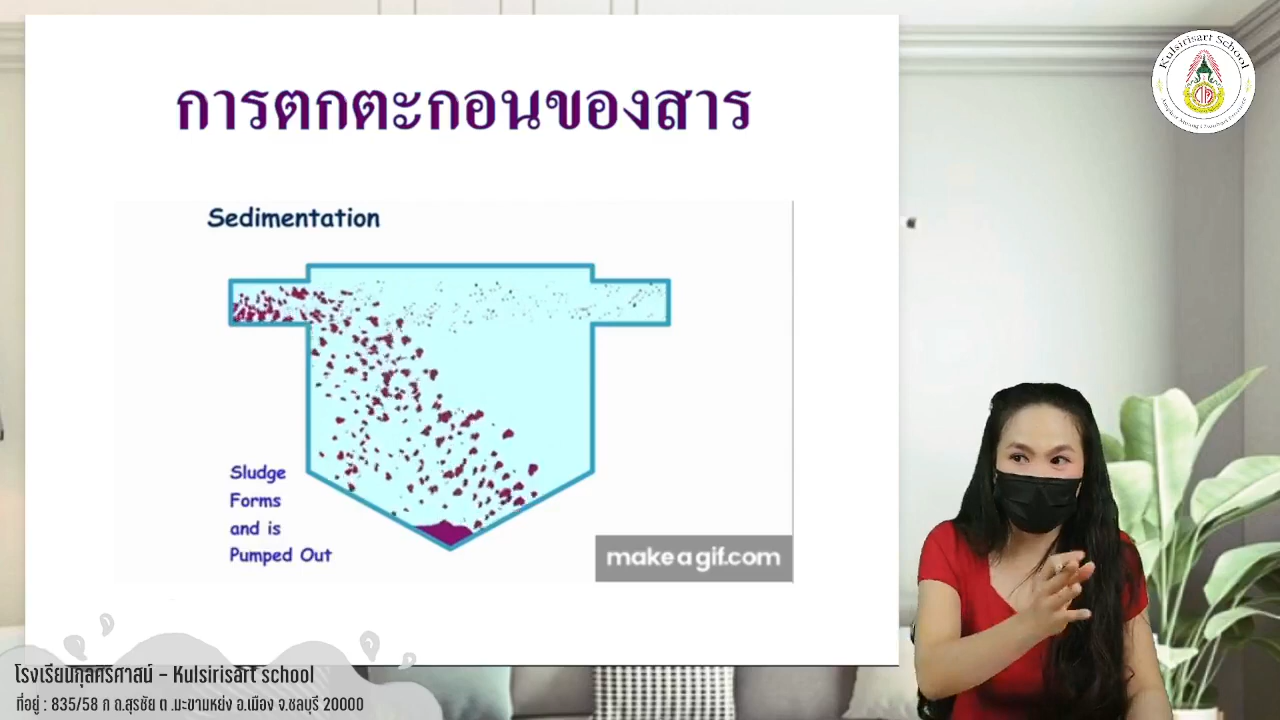 การตกตะกอนของสาร
Sedimentation
Sludge
Forms
and is
Pumped Out
makeagif.com
Kulsirisart School
โรงเรียนกุลศิริศาสน์ - Kulsirisart school
ที่อยู่ : 835/58 ก ถ.สุรชัย ต .มะขามหย่ง อ.เมือง จ.ชลบุรี 20000